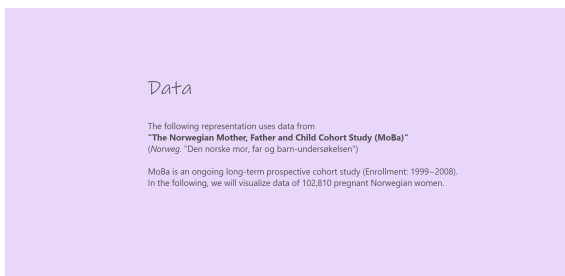 Data
The following representation uses data from
"The Norwegian Mother, Father and Child Cohort Study (MoBa)"
(Norweg. "Den norske mor, far og barn-undersøkelsen")
MoBa is an ongoing long-term prospective cohort study (Enrollment: 1999–2008).
In the following, we will visualize data of 102,810 pregnant Norwegian women.